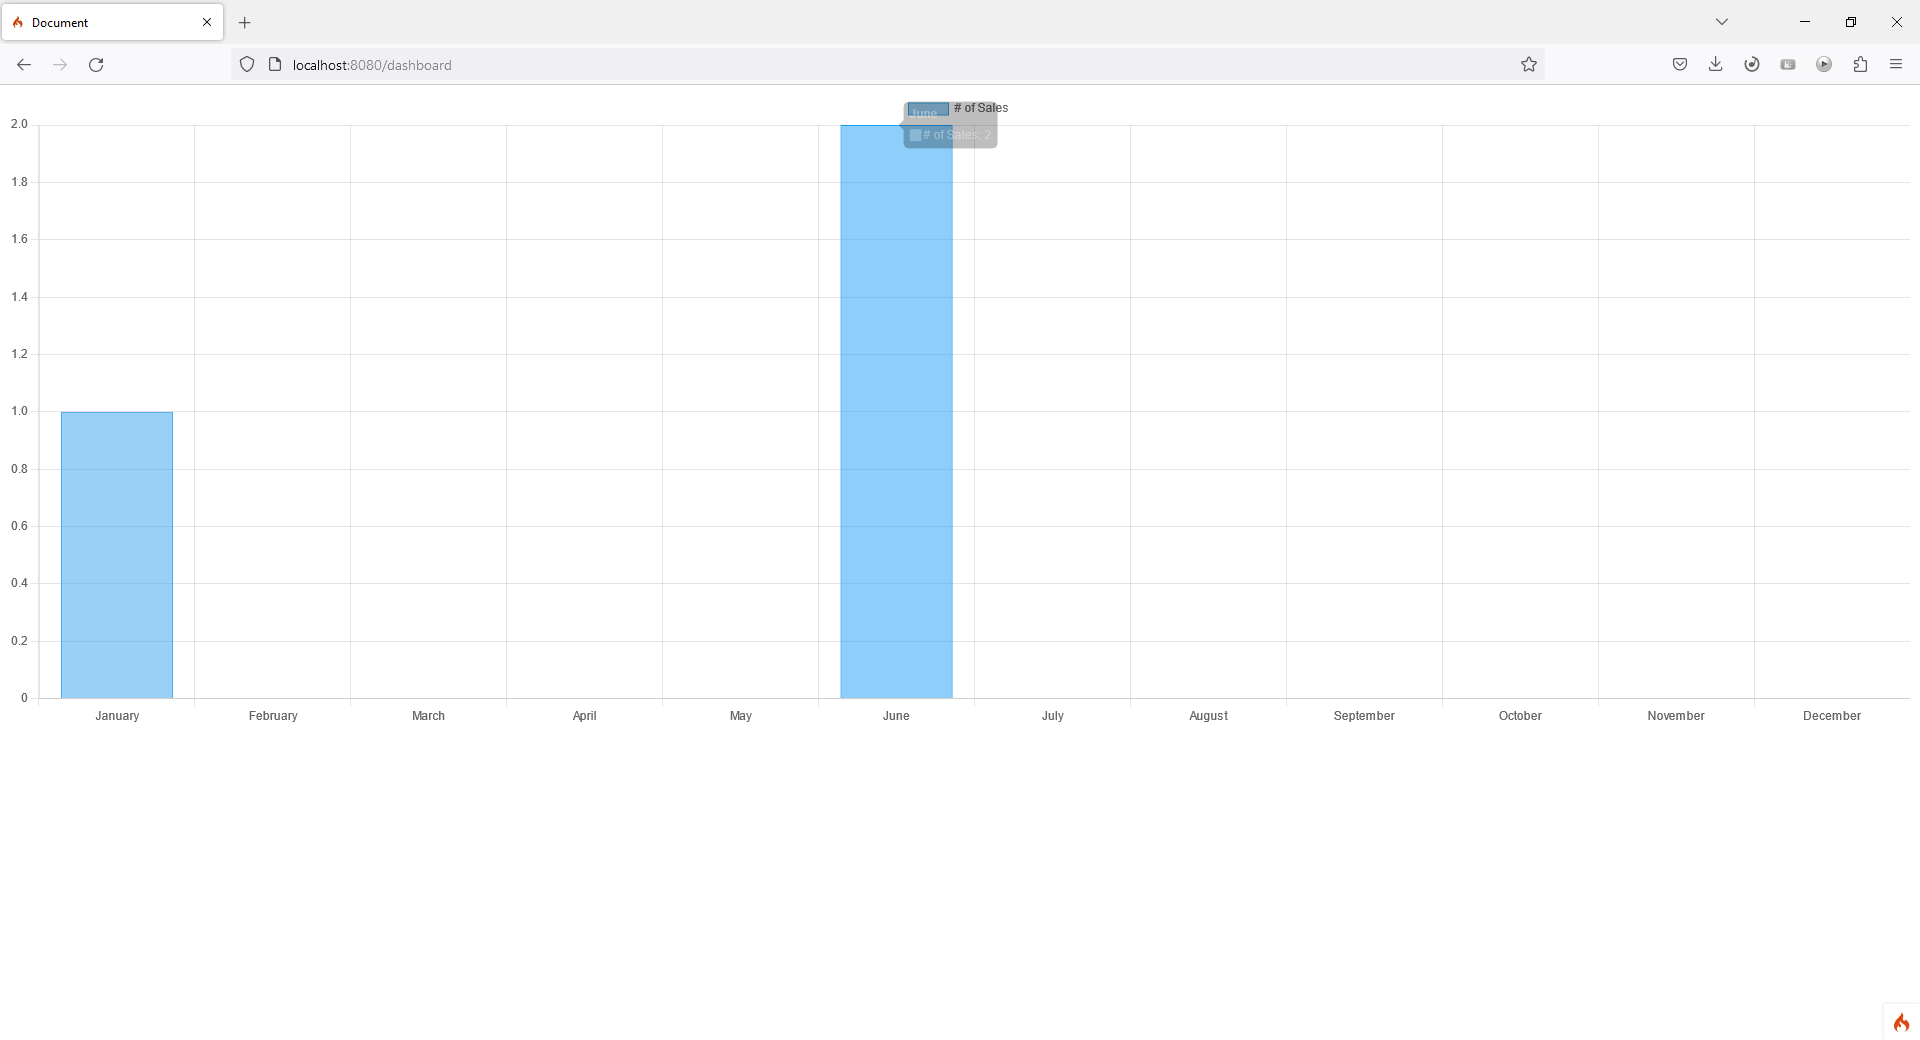 Document
localhost:8080/dashboard
# of Sales
June
# of Sales: 2
2.0
1.8
1.6
1.4
1.2
1.0
0.8
0.6
0.4
0.2
0
January February March April May June July August September October November December